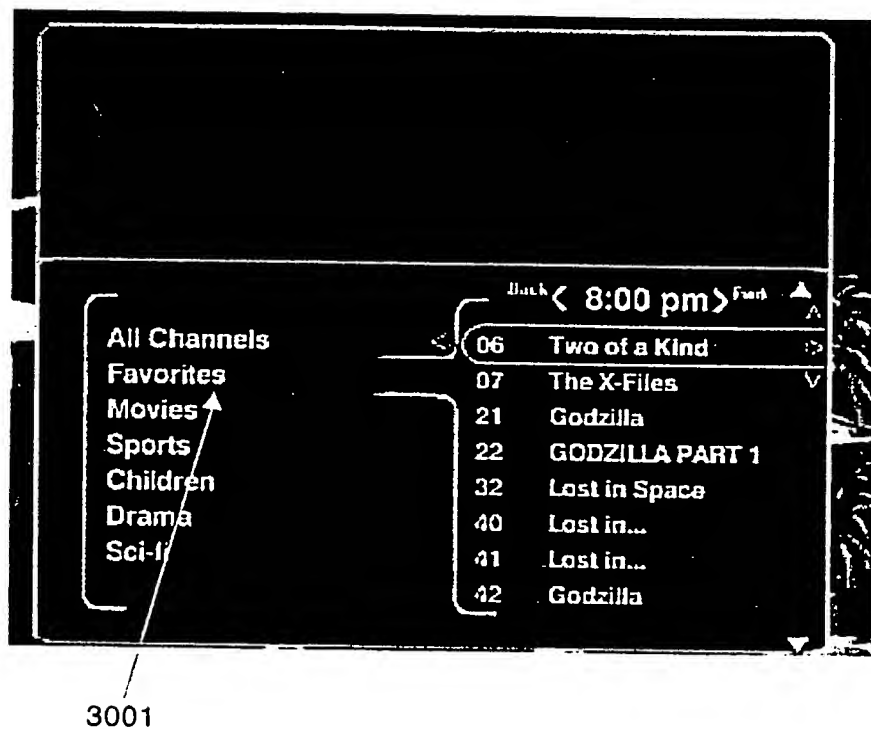 Back < 8:00 pm > Fwd
All Channels
Favorites
Movies
Sports
Children
Drama
Sci-fi
06 Two of a Kind
07 The X-Files
21 Godzilla
22 GODZILLA PART 1
32 Lost in Space
40 Lost in...
41 Lost in...
42 Godzilla
3001